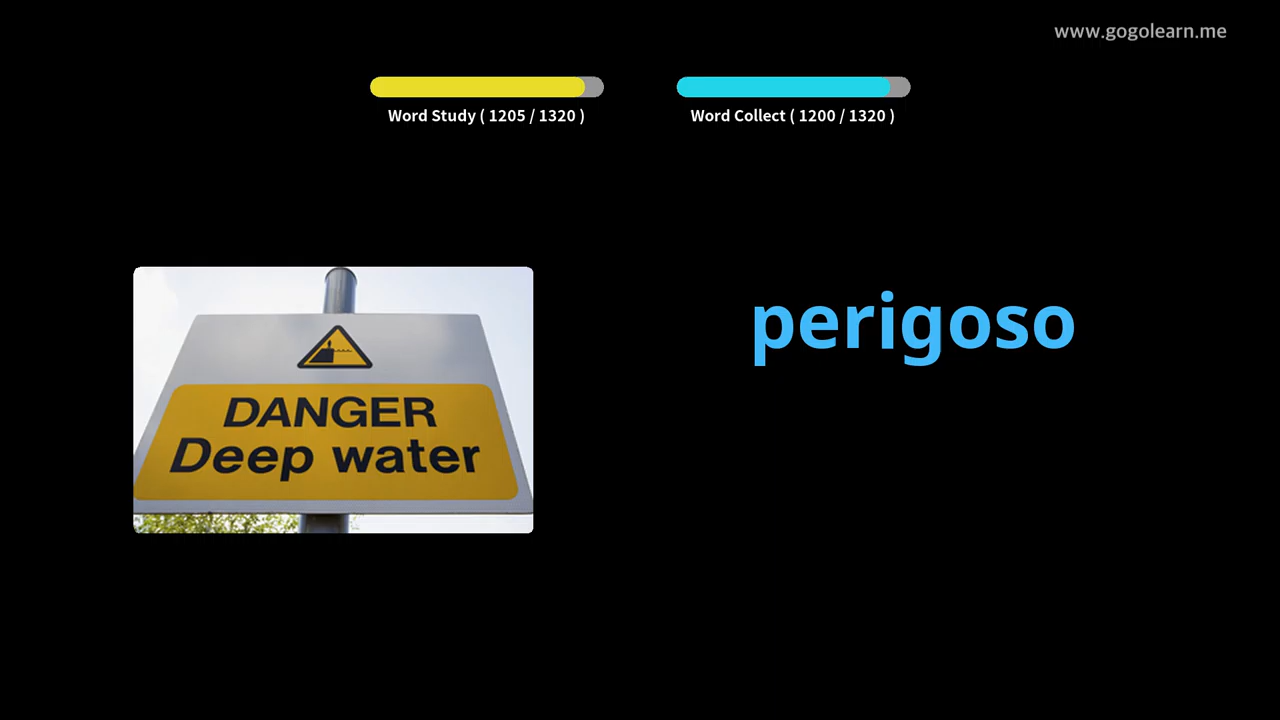 www.gogolearn.me
Word Study ( 1205 / 1320 )
Word Collect ( 1200 / 1320 )
perigoso
DANGER
Deep water